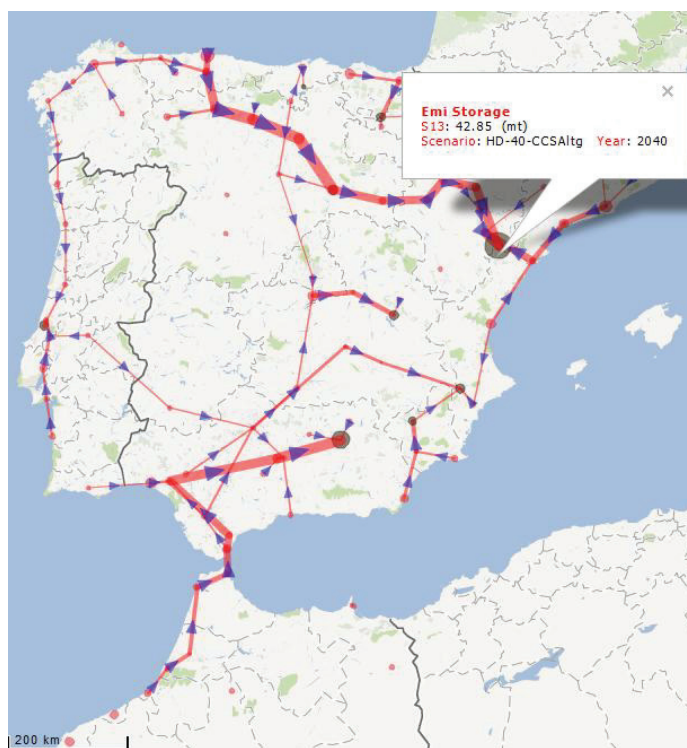 ×
Emi Storage
S13: 42.85 (mt)
Scenario: HD-40-CCSAltg Year: 2040
200 km